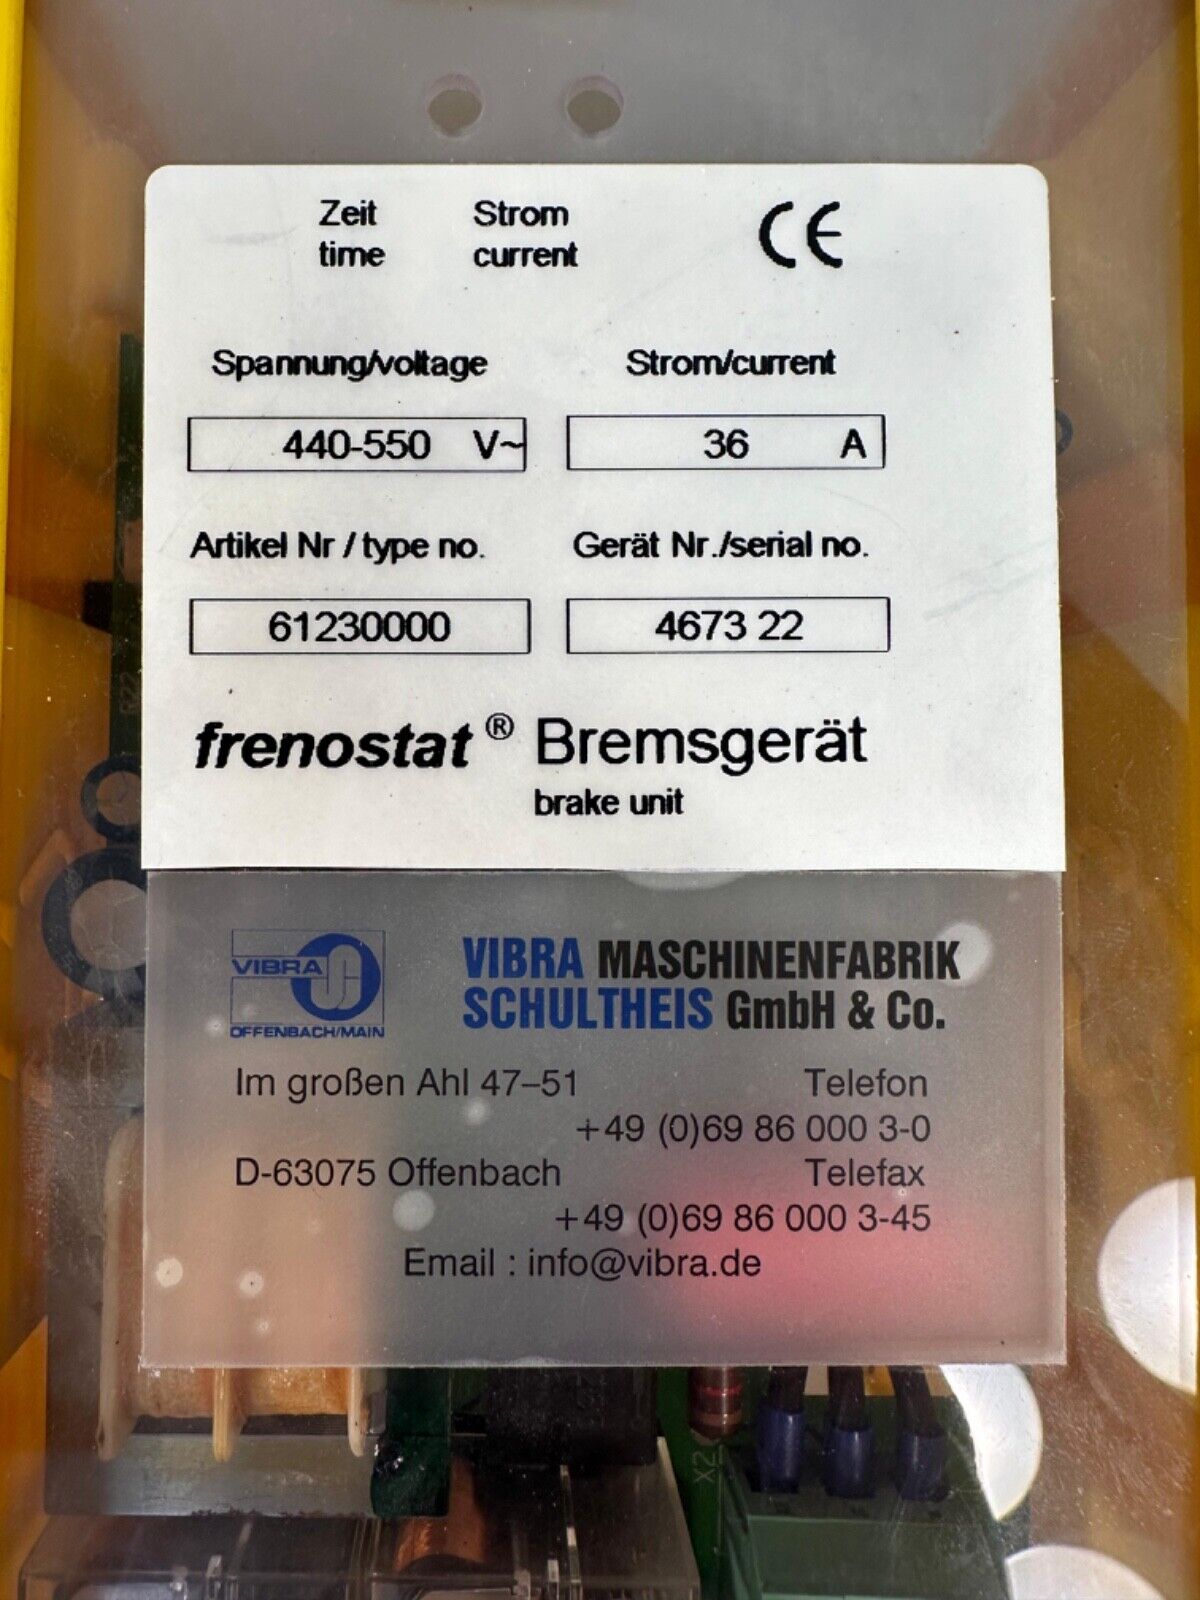 Zeit Strom
time current
CE
Spannung/voltage Strom/current
440-550 V~ 36 A
Artikel Nr / type no. Gerät Nr./serial no.
61230000 4673 22
frenostat® Bremsgerät
brake unit
VIBRA
OFFENBACH/MAIN
VIBRA MASCHINENFABRIK
SCHULTHEIS GmbH & Co.
Im großen Ahl 47–51 Telefon
+49 (0)69 86 000 3-0
D-63075 Offenbach Telefax
+49 (0)69 86 000 3-45
Email : info@vibra.de
X2